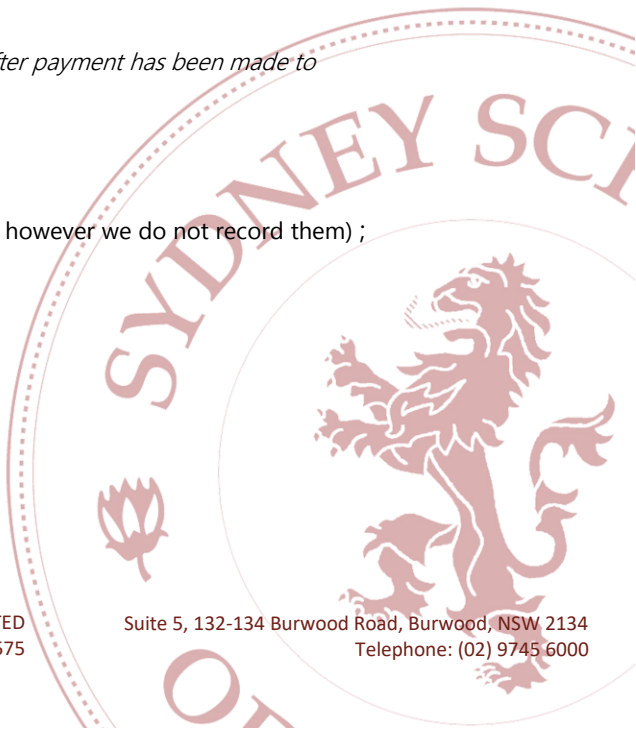 fter payment has been made to
SYDNEY SC
however we do not record them) ;
TED
Suite 5, 132-134 Burwood Road, Burwood, NSW 2134
575
Telephone: (02) 9745 6000
O